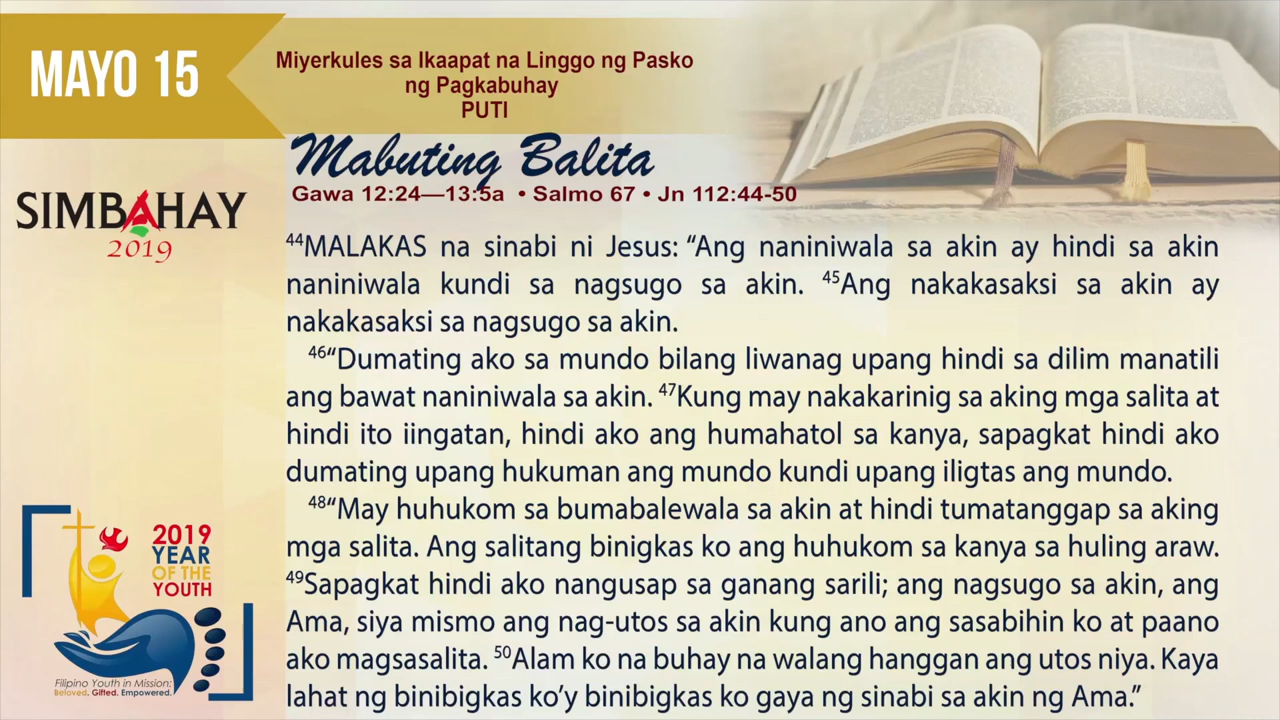 MAYO 15
Miyerkules sa Ikaapat na Linggo ng Pasko
ng Pagkabuhay
PUTI
Mabuting Balita
Gawa 12:24—13:5a • Salmo 67 • Jn 112:44-50
SIMBAHAY
2019
⁴⁴MALAKAS na sinabi ni Jesus: “Ang naniniwala sa akin ay hindi sa akin
naniniwala kundi sa nagsugo sa akin. ⁴⁵Ang nakakasaksi sa akin ay
nakakasaksi sa nagsugo sa akin.
⁴⁶“Dumating ako sa mundo bilang liwanag upang hindi sa dilim manatili
ang bawat naniniwala sa akin. ⁴⁷Kung may nakakarinig sa aking mga salita at
hindi ito iingatan, hindi ako ang humahatol sa kanya, sapagkat hindi ako
dumating upang hukuman ang mundo kundi upang iligtas ang mundo.
⁴⁸“May huhukom sa bumabalewala sa akin at hindi tumatanggap sa aking
mga salita. Ang salitang binigkas ko ang huhukom sa kanya sa huling araw.
⁴⁹Sapagkat hindi ako nangusap sa ganang sarili; ang nagsugo sa akin, ang
Ama, siya mismo ang nag-utos sa akin kung ano ang sasabihin ko at paano
ako magsasalita. ⁵⁰Alam ko na buhay na walang hanggan ang utos niya. Kaya
lahat ng binibigkas ko’y binibigkas ko gaya ng sinabi sa akin ng Ama.”
2019
YEAR
OF THE
YOUTH
Filipino Youth in Mission:
Beloved. Gifted. Empowered.